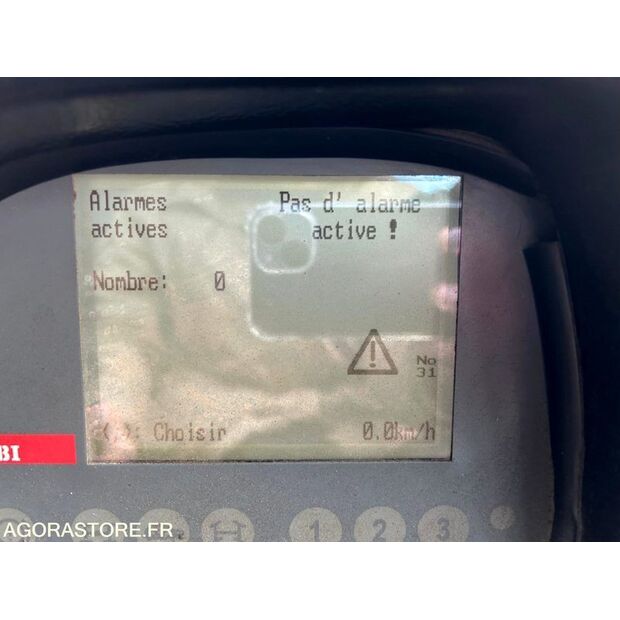 Alarmes
actives
Pas d' alarme
active !
Nombre: 0
No
31
<,>: Choisir
0.0km/h
BI
1 2 3
AGORASTORE.FR